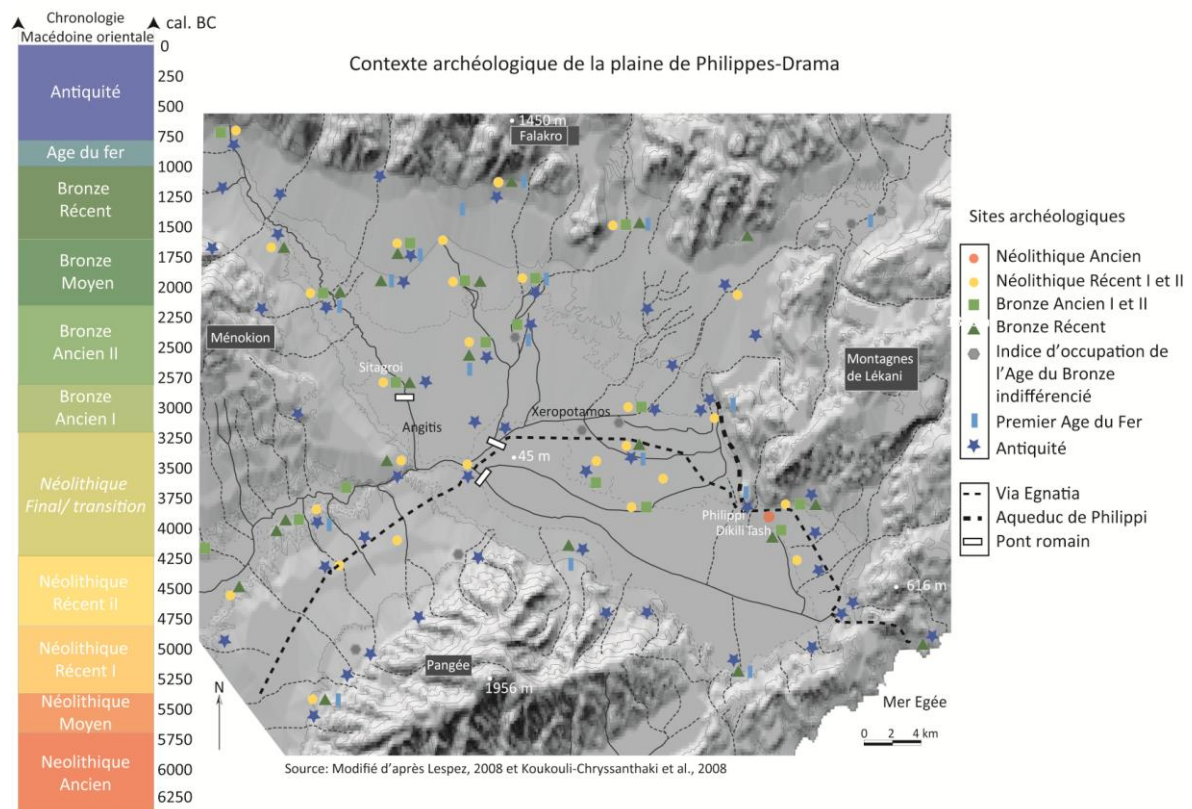 Chronologie
Macédoine orientale
cal. BC
0
250
500
750
1000
1250
1500
1750
2000
2250
2500
2750
3000
3250
3500
3750
4000
4250
4500
4750
5000
5250
5500
5750
6000
6250
Antiquité
Age du fer
Bronze
Récent
Bronze
Moyen
Bronze
Ancien II
Bronze
Ancien I
Néolithique
Final/ transition
Néolithique
Récent iI
Néolithique
Récent I
Néolithique
Moyen
Neolithique
Ancien
Contexte archéologique de la plaine de Philippes-Drama
1450 m
Falakro
Ménokion
Sitagroi
Angitis
Xeropotamos
45 m
Montagnes
de Lékani
Philippi
Dikili Tash
616 m
Pangée
1956 m
Mer Egée
N
0 2 4 km
Source: Modifié d'après Lespez, 2008 et Koukouli-Chryssanthaki et al., 2008
Sites archéologiques
Néolithique Ancien
Néolithique Récent I et II
Bronze Ancien I et II
Bronze Récent
Indice d'occupation de
l'Age du Bronze
indifférencié
Premier Age du Fer
Antiquité
Via Egnatia
Aqueduc de Philippi
Pont romain